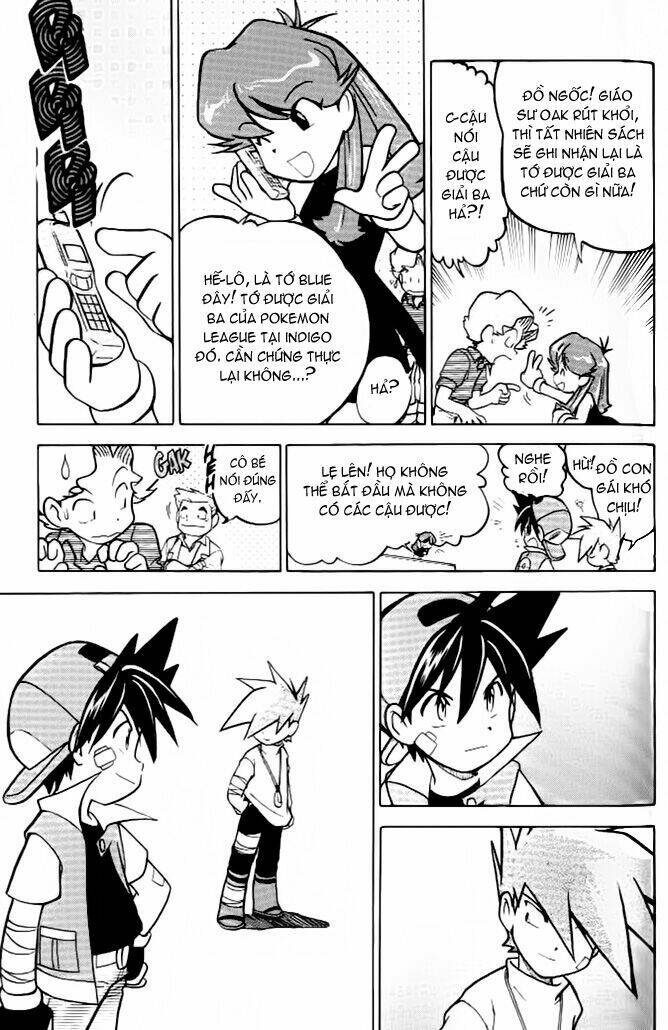 ĐỒ NGỐC! GIÁO
SƯ OAK RÚT KHỎI,
THÌ TẤT NHIÊN SÁCH
SẼ GHI NHẬN LẠI LÀ
TỚ ĐƯỢC GIẢI BA
CHỨ CÒN GÌ NỮA!
C-CẬU
NÓI
CẬU
ĐƯỢC
GIẢI BA
HẢ?!
HẾ-LÔ, LÀ TỚ BLUE
ĐÂY! TỚ ĐƯỢC GIẢI
BA CỦA POKEMON
LEAGUE TẠI INDIGO
ĐÓ. CẦN CHỨNG THỰC
LẠI KHÔNG...?
HẢ?
HỪ! ĐỒ CON
GÁI KHÓ
CHỊU!
NGHE
RỒI!
LẸ LÊN! HỌ KHÔNG
THỂ BẮT ĐẦU MÀ KHÔNG
CÓ CÁC CẬU ĐƯỢC!
CÔ BÉ
NÓI ĐÚNG
ĐẤY.
GAK